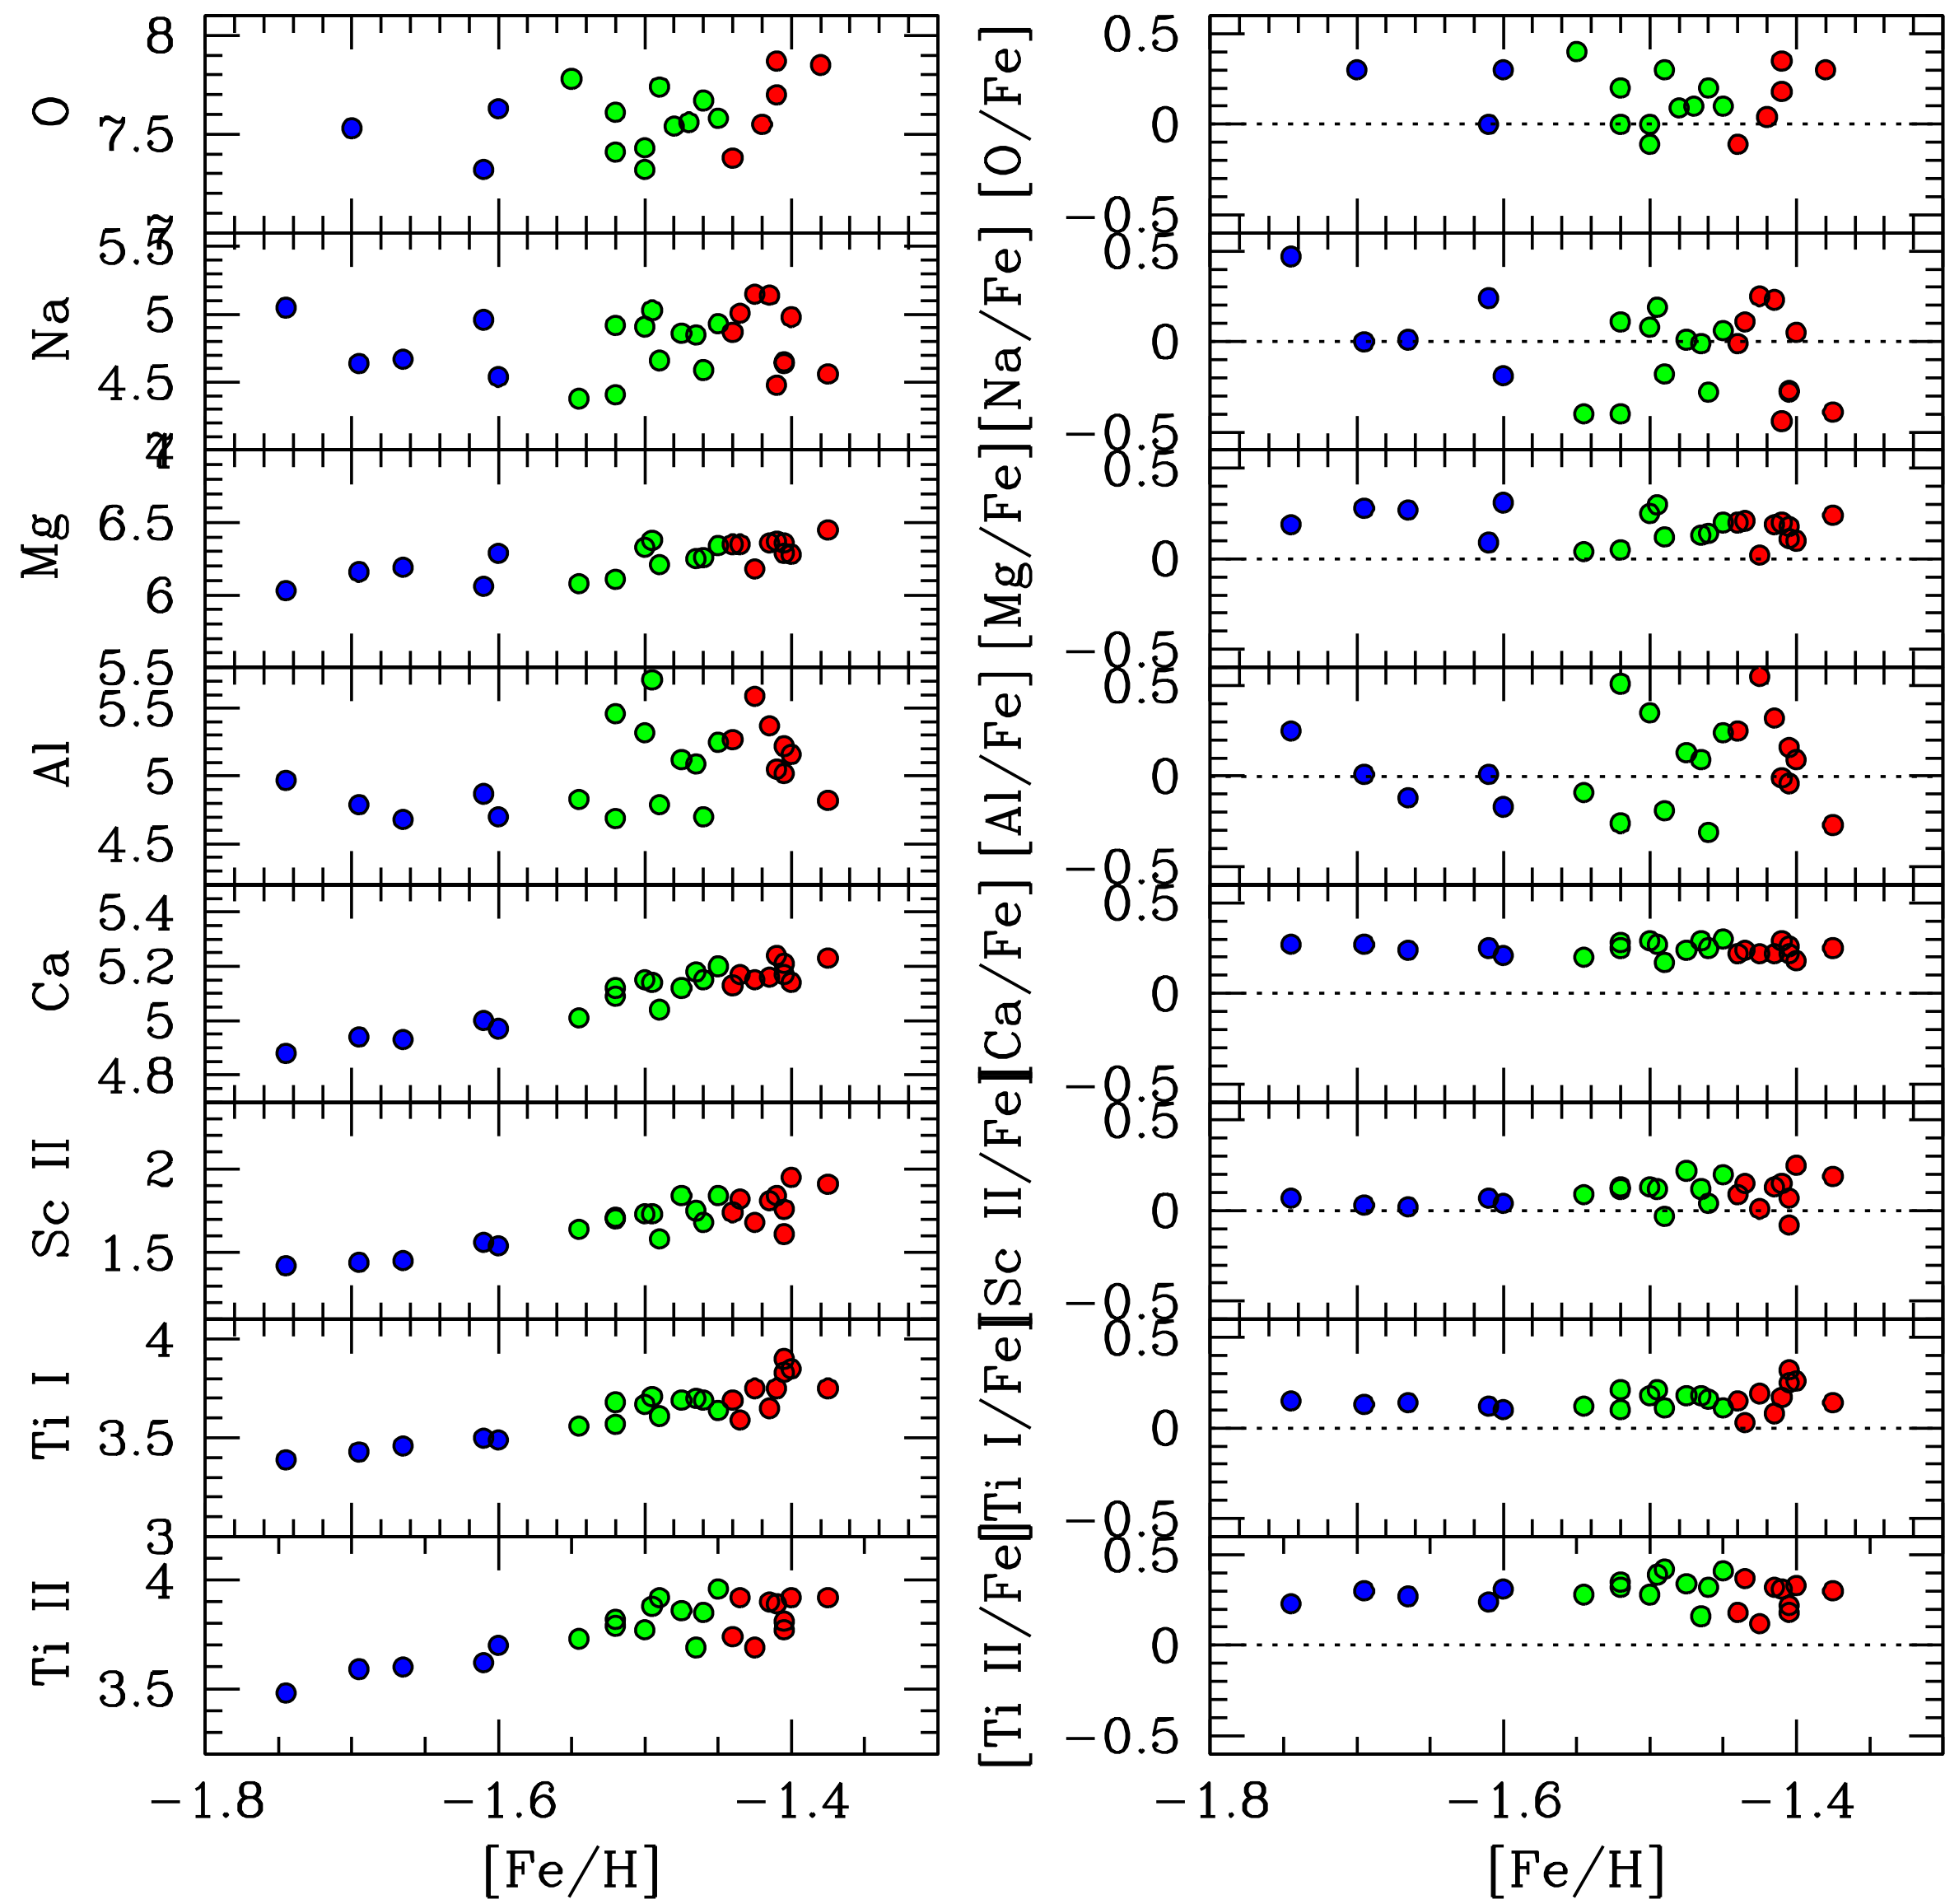 O
8
7.5
7
[O/Fe]
0.5
0
−0.5
Na
5.5
5
4.5
4
[Na/Fe]
0.5
0
−0.5
Mg
7
6.5
6
5.5
[Mg/Fe]
0.5
0
−0.5
Al
5.5
5
4.5
[Al/Fe]
0.5
0
−0.5
Ca
5.4
5.2
5
4.8
[Ca/Fe]
0.5
0
−0.5
Sc II
2
1.5
[Sc II/Fe]
0.5
0
−0.5
Ti I
4
3.5
3
[Ti I/Fe]
0.5
0
−0.5
Ti II
4
3.5
[Ti II/Fe]
0.5
0
−0.5
−1.8 −1.6 −1.4
−1.8 −1.6 −1.4
[Fe/H]
[Fe/H]